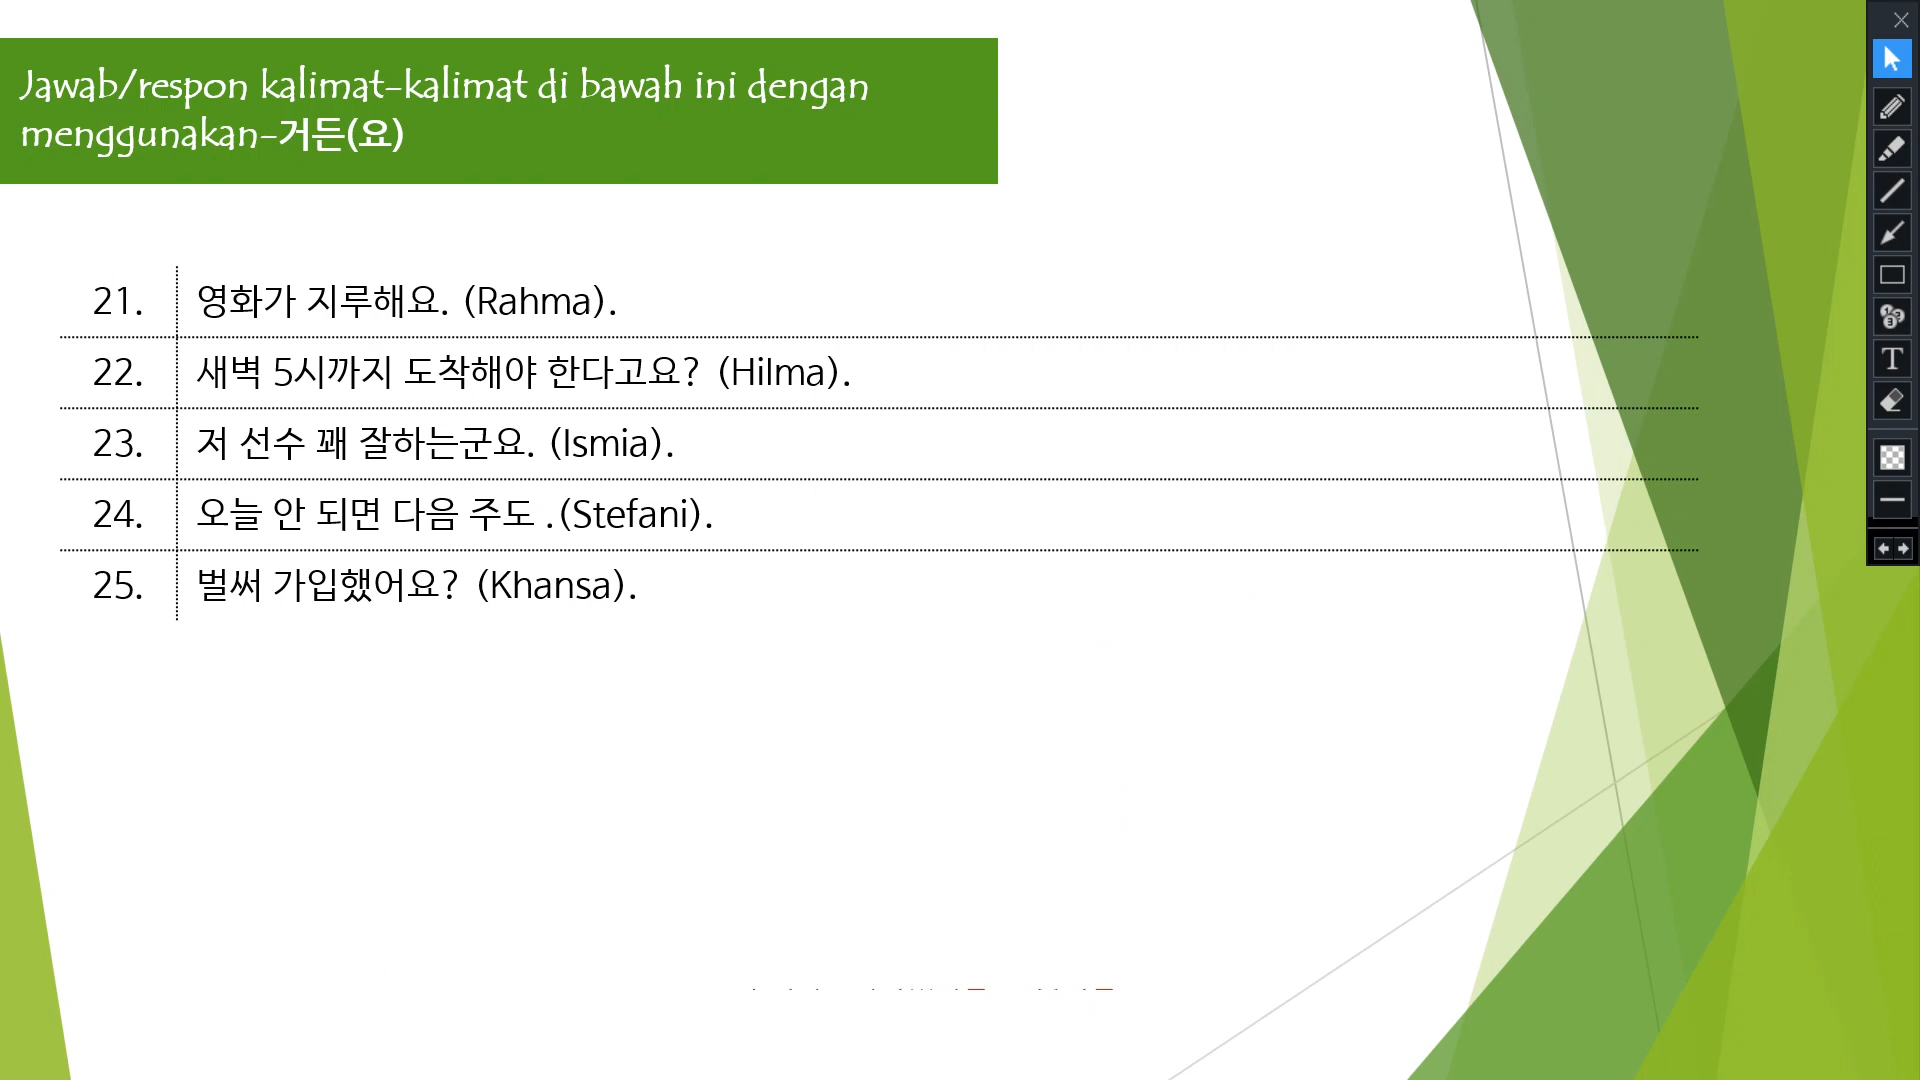 Jawab/respon kalimat-kalimat di bawah ini dengan
menggunakan-거든(요)
21. 영화가 지루해요. (Rahma).
22. 새벽 5시까지 도착해야 한다고요? (Hilma).
23. 저 선수 꽤 잘하는군요. (Ismia).
24. 오늘 안 되면 다음 주도 .(Stefani).
25. 벌써 가입했어요? (Khansa).
T